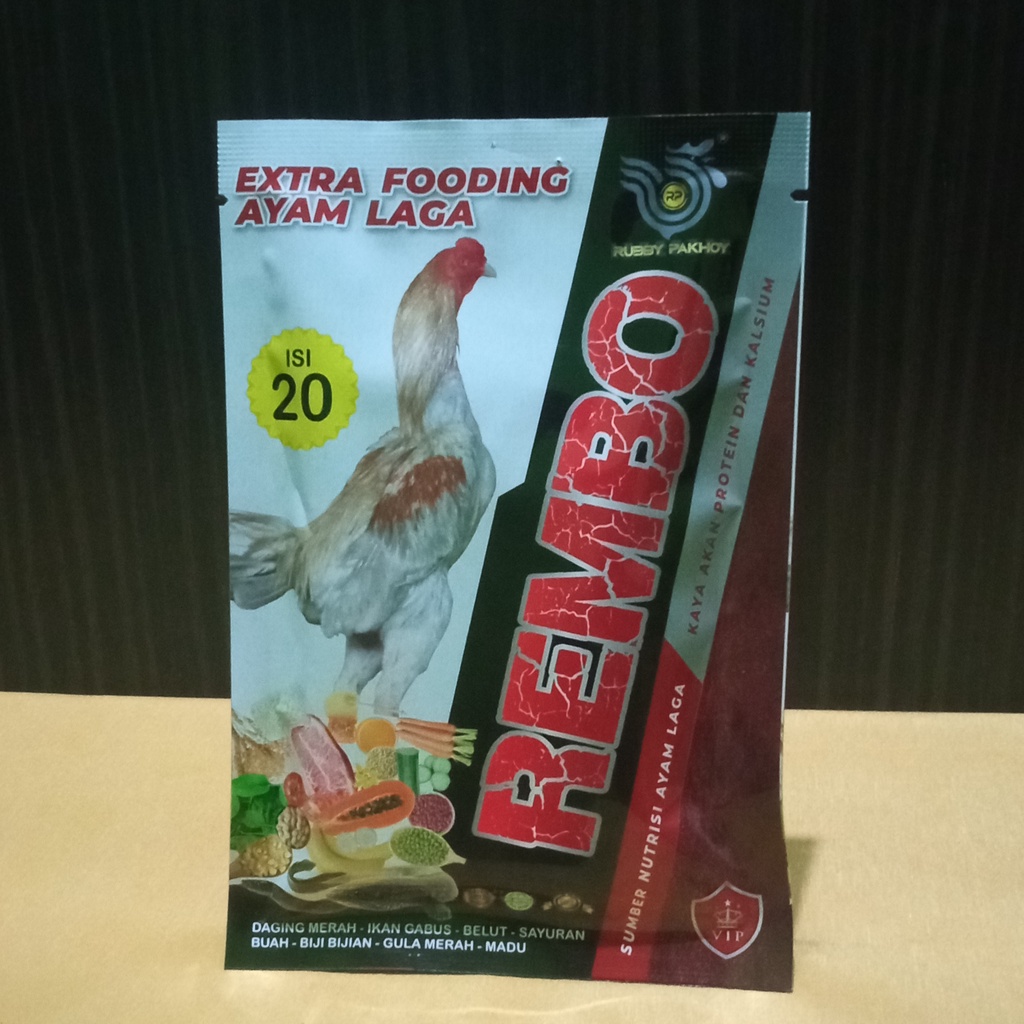 EXTRA FOODING
AYAM LAGA
RP
RUBBY PAKHOY
ISI
20
REMBO
KAYA AKAN PROTEIN DAN KALSIUM
SUMBER NUTRISI AYAM LAGA
VIP
DAGING MERAH - IKAN GABUS - BELUT - SAYURAN
BUAH - BIJI BIJIAN - GULA MERAH - MADU